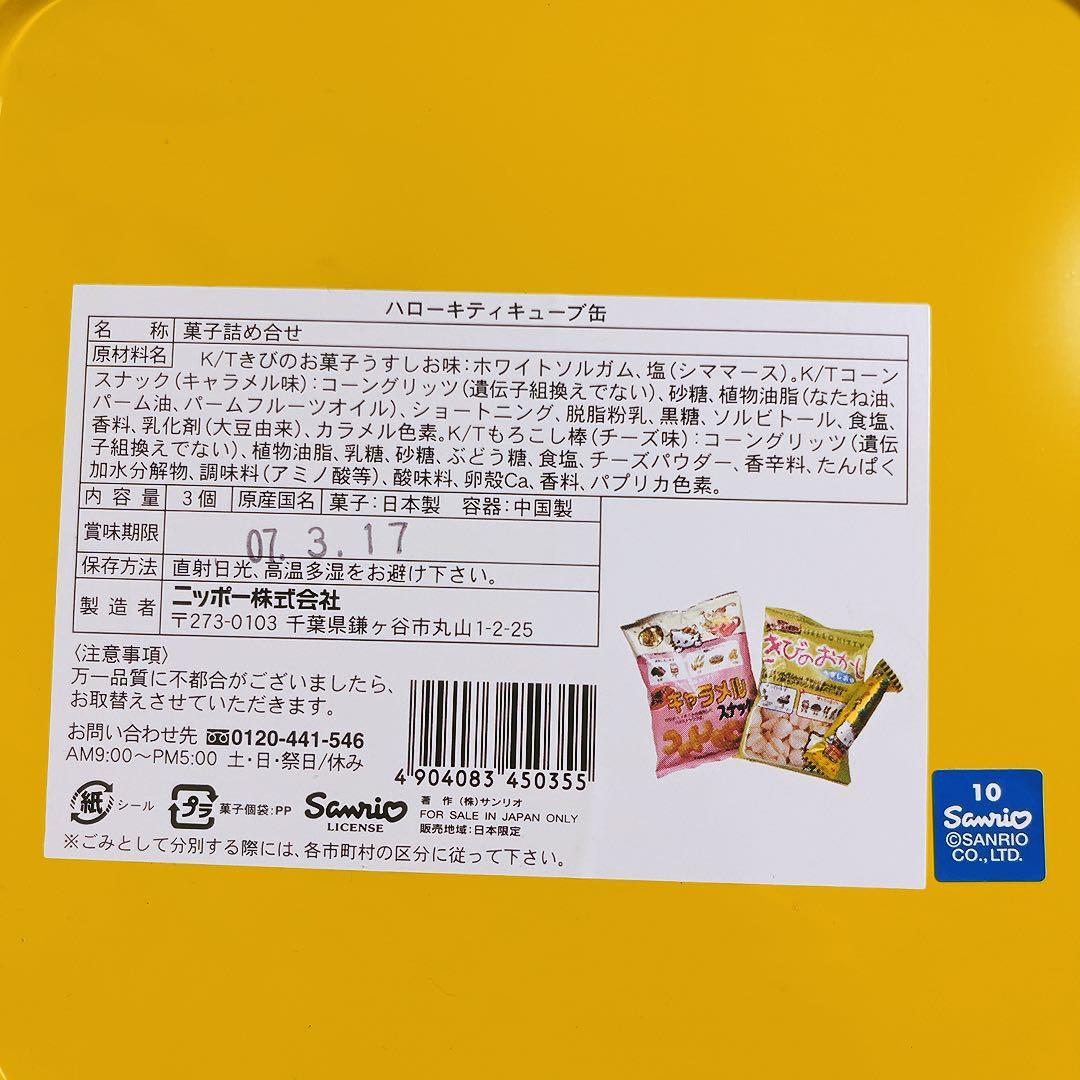 ハローキティキューブ缶
名称 菓子詰め合せ
原材料名 K/Tきびのお菓子うすしお味:ホワイトソルガム、塩(シママース)。K/Tコーン
スナック(キャラメル味):コーングリッツ(遺伝子組換えでない)、砂糖、植物油脂(なたね油、
パーム油、パームフルーツオイル)、ショートニング、脱脂粉乳、黒糖、ソルビトール、食塩、
香料、乳化剤(大豆由来)、カラメル色素。K/Tもろこし棒(チーズ味):コーングリッツ(遺伝
子組換えでない)、植物油脂、乳糖、砂糖、ぶどう糖、食塩、チーズパウダー、香辛料、たんぱく
加水分解物、調味料(アミノ酸等)、酸味料、卵殻Ca、香料、パプリカ色素。
内容量 3個 原産国名 菓子:日本製 容器:中国製
賞味期限 07.3.17
保存方法 直射日光、高温多湿をお避け下さい。
製造者 ニッポー株式会社
〒273-0103 千葉県鎌ヶ谷市丸山1-2-25
〈注意事項〉
万一品質に不都合がございましたら、
お取替えさせていただきます。
お問い合わせ先 0120-441-546
AM9:00〜PM5:00 土・日・祭日/休み
4904083 450355
紙 シール プラ 菓子個袋:PP
Sanrio
LICENSE
著作(株)サンリオ
FOR SALE IN JAPAN ONLY
販売地域:日本限定
※ごみとして分別する際には、各市町村の区分に従って下さい。
キャラメル
スナック
HELLO KITTY
きびのおかし
うすしお味
10
Sanrio
©SANRIO
CO.,LTD.